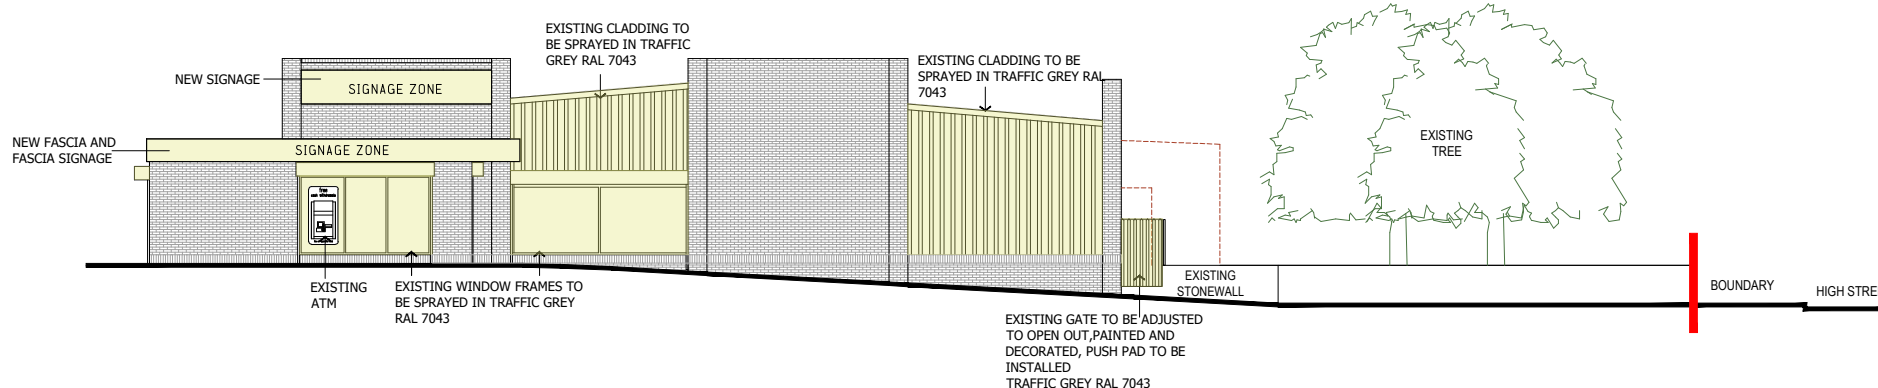 EXISTING CLADDING TO
BE SPRAYED IN TRAFFIC
GREY RAL 7043
EXISTING CLADDING TO BE
SPRAYED IN TRAFFIC GREY RAL
7043
NEW SIGNAGE
SIGNAGE ZONE
NEW FASCIA AND
FASCIA SIGNAGE
SIGNAGE ZONE
EXISTING
TREE
free
EXISTING
ATM
EXISTING WINDOW FRAMES TO
BE SPRAYED IN TRAFFIC GREY
RAL 7043
EXISTING
STONEWALL
BOUNDARY
HIGH STRE
EXISTING GATE TO BE ADJUSTED
TO OPEN OUT,PAINTED AND
DECORATED, PUSH PAD TO BE
INSTALLED
TRAFFIC GREY RAL 7043